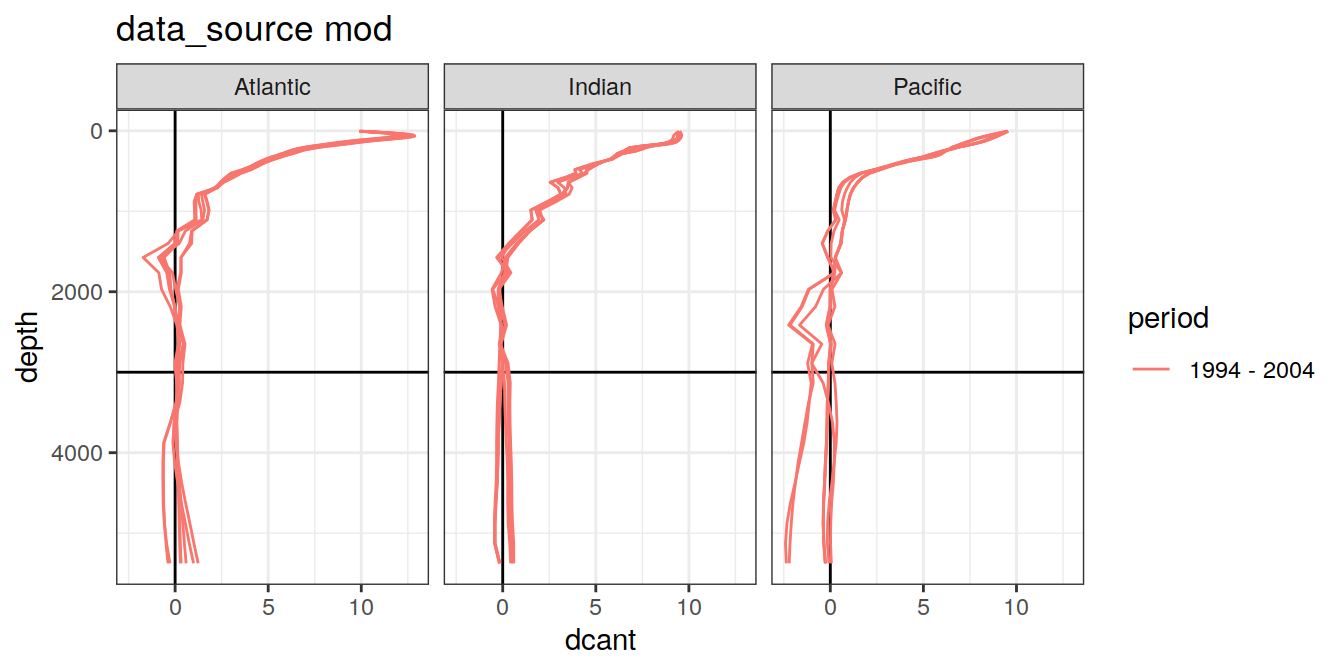 data_source mod
Atlantic
Indian
Pacific
0
2000
4000
depth
0
5
10
0
5
10
0
5
10
dcant
period
1994 - 2004